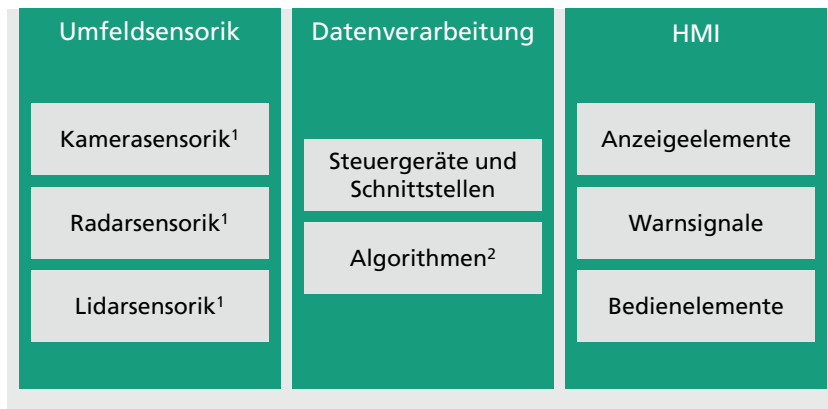 Umfeldsensorik
Kamerasensorik¹
Radarsensorik¹
Lidarsensorik¹
Datenverarbeitung
Steuergeräte und
Schnittstellen
Algorithmen²
HMI
Anzeigeelemente
Warnsignale
Bedienelemente